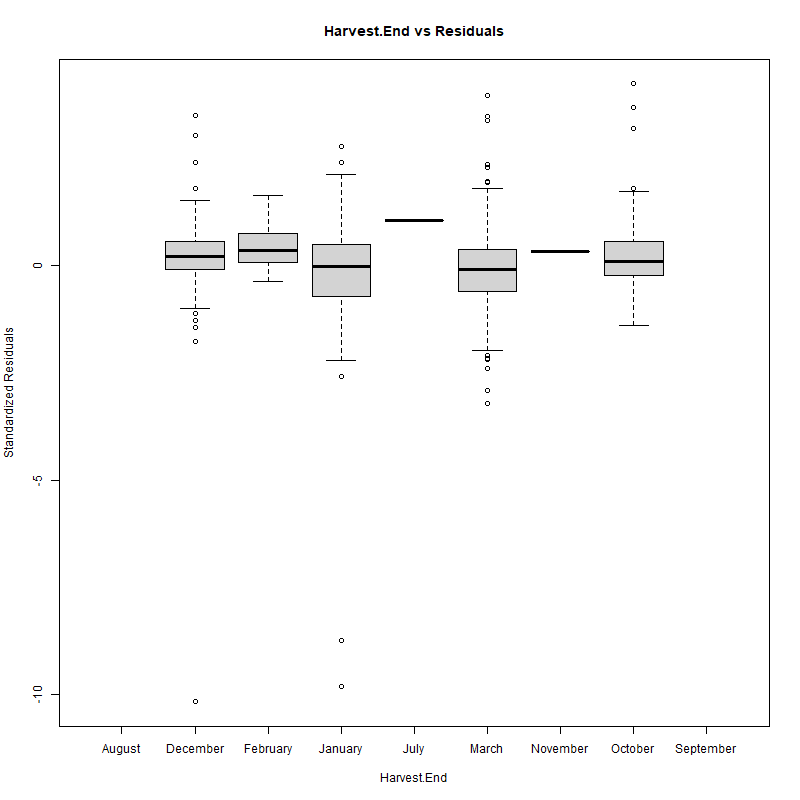 Harvest.End vs Residuals
Standardized Residuals
0
-5
-10
August December February January July March November October September
Harvest.End